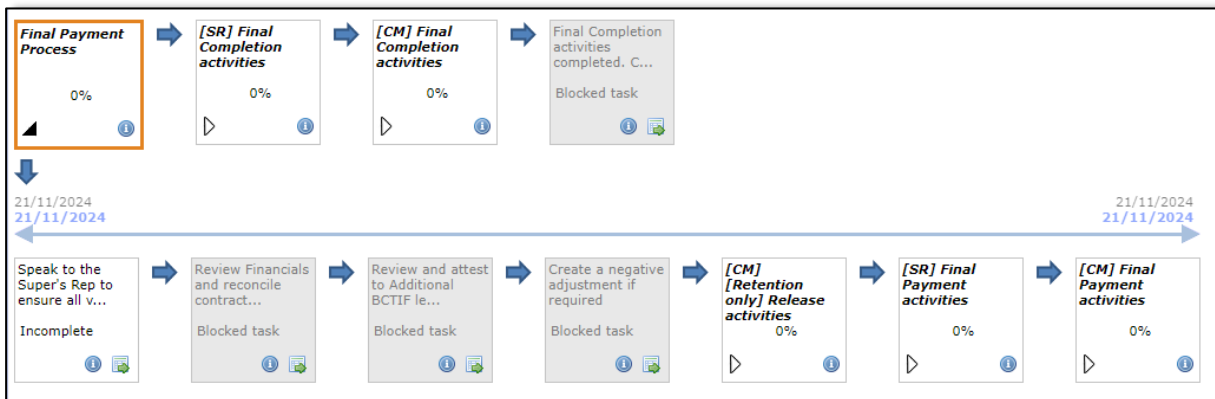 Final Payment
Process
0%
[SR] Final
Completion
activities
0%
[CM] Final
Completion
activities
0%
Final Completion
activities
completed. C...
Blocked task
21/11/2024
21/11/2024
21/11/2024
21/11/2024
Speak to the
Super's Rep to
ensure all v...
Incomplete
Review Financials
and reconcile
contract...
Blocked task
Review and attest
to Additional
BCTIF le...
Blocked task
Create a negative
adjustment if
required
Blocked task
[CM]
[Retention
only] Release
activities
0%
[SR] Final
Payment
activities
0%
[CM] Final
Payment
activities
0%